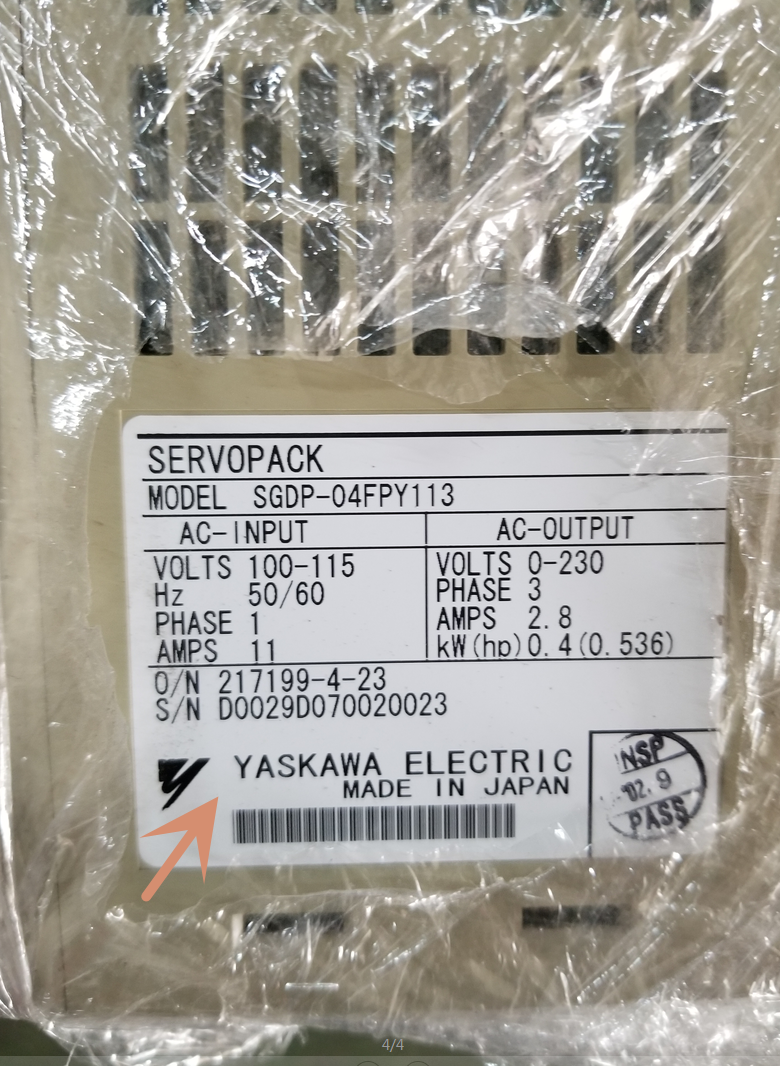 SERVOPACK
MODEL SGDP-04FPY113
AC-INPUT AC-OUTPUT
VOLTS 100-115 VOLTS 0-230
Hz 50/60 PHASE 3
PHASE 1 AMPS 2.8
AMPS 11 kW(hp) 0.4(0.536)
O/N 217199-4-23
S/N D0029D070020023
YASKAWA ELECTRIC
MADE IN JAPAN
INSP
'02.9
PASS
4/4